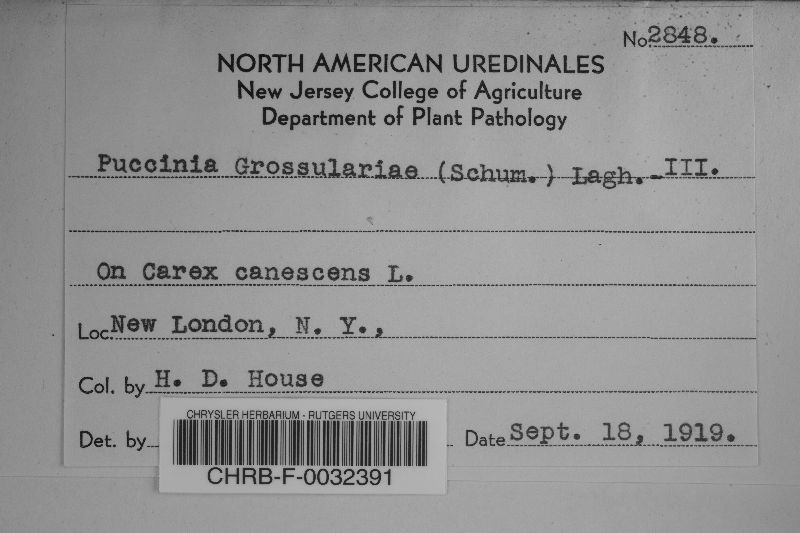 No. 2848.
NORTH AMERICAN UREDINALES
New Jersey College of Agriculture
Department of Plant Pathology
Puccinia Grossulariae (Schum.) Lagh.-III.
On Carex canescens L.
Loc. New London, N. Y.,
Col. by H. D. House
Det. by
Date Sept. 18, 1919.
CHRYSLER HERBARIUM - RUTGERS UNIVERSITY
CHRB-F-0032391